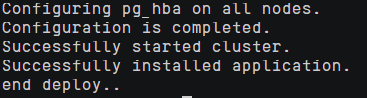 Configuring pg_hba on all nodes.
Configuration is completed.
Successfully started cluster.
Successfully installed application.
end deploy..